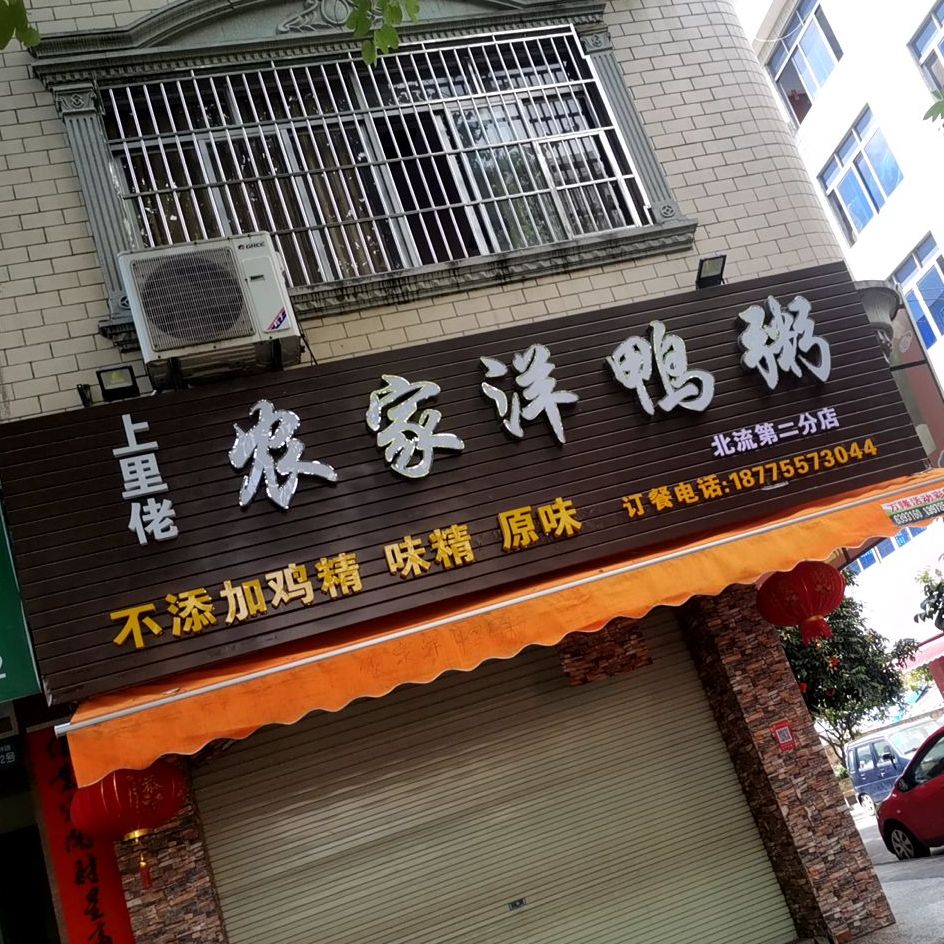 GREE
上里佬
农家洋鸭粥
北流第二分店
订餐电话:18775573044
不添加鸡精 味精 原味